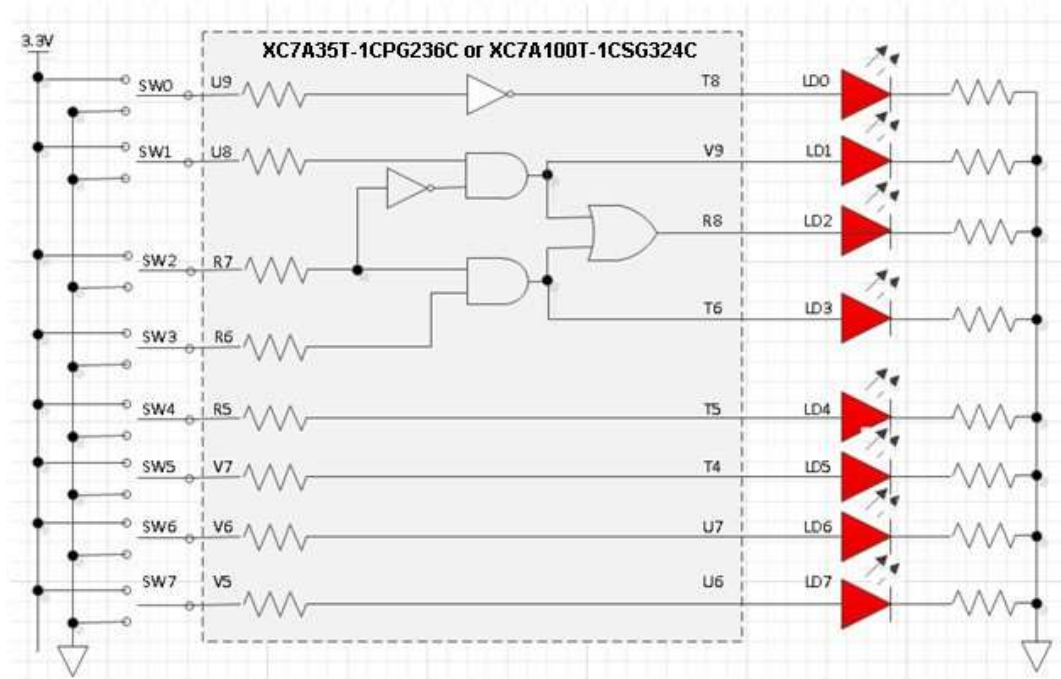 3.3V
XC7A35T-1CPG236C or XC7A100T-1CSG324C
SW0 U9 T8 LD0
SW1 U8 V9 LD1
R8 LD2
SW2 R7
T6 LD3
SW3 R6
SW4 R5 T5 LD4
SW5 V7 T4 LD5
SW6 V6 U7 LD6
SW7 V5 U6 LD7